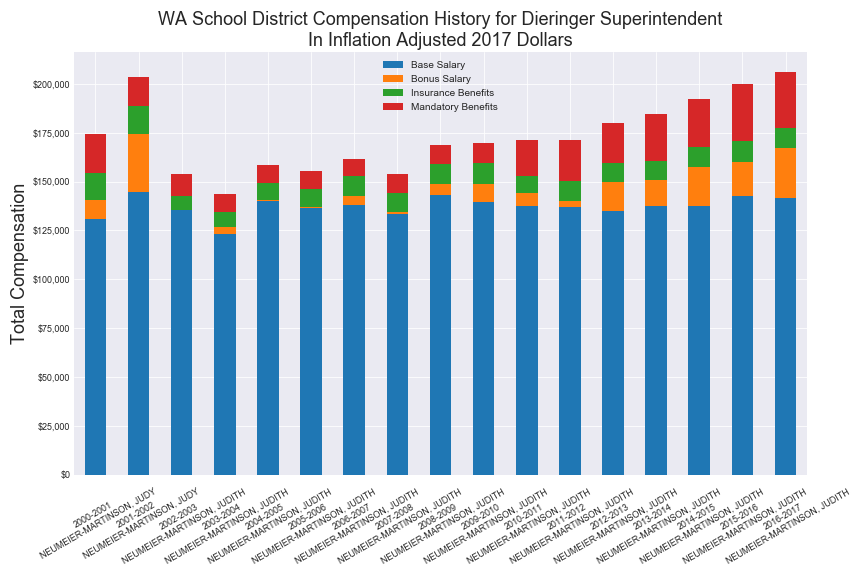 WA School District Compensation History for Dieringer Superintendent
In Inflation Adjusted 2017 Dollars
Base Salary
Bonus Salary
Insurance Benefits
Mandatory Benefits
Total Compensation
$200,000
$175,000
$150,000
$125,000
$100,000
$75,000
$50,000
$25,000
$0
2000-2001
NEUMEIER-MARTINSON, JUDY
2001-2002
NEUMEIER-MARTINSON, JUDY
2002-2003
NEUMEIER-MARTINSON, JUDITH
2003-2004
NEUMEIER-MARTINSON, JUDITH
2004-2005
NEUMEIER-MARTINSON, JUDITH
2005-2006
NEUMEIER-MARTINSON, JUDITH
2006-2007
NEUMEIER-MARTINSON, JUDITH
2007-2008
NEUMEIER-MARTINSON, JUDITH
2008-2009
NEUMEIER-MARTINSON, JUDITH
2009-2010
NEUMEIER-MARTINSON, JUDITH
2010-2011
NEUMEIER-MARTINSON, JUDITH
2011-2012
NEUMEIER-MARTINSON, JUDITH
2012-2013
NEUMEIER-MARTINSON, JUDITH
2013-2014
NEUMEIER-MARTINSON, JUDITH
2014-2015
NEUMEIER-MARTINSON, JUDITH
2015-2016
NEUMEIER-MARTINSON, JUDITH
2016-2017
NEUMEIER-MARTINSON, JUDITH